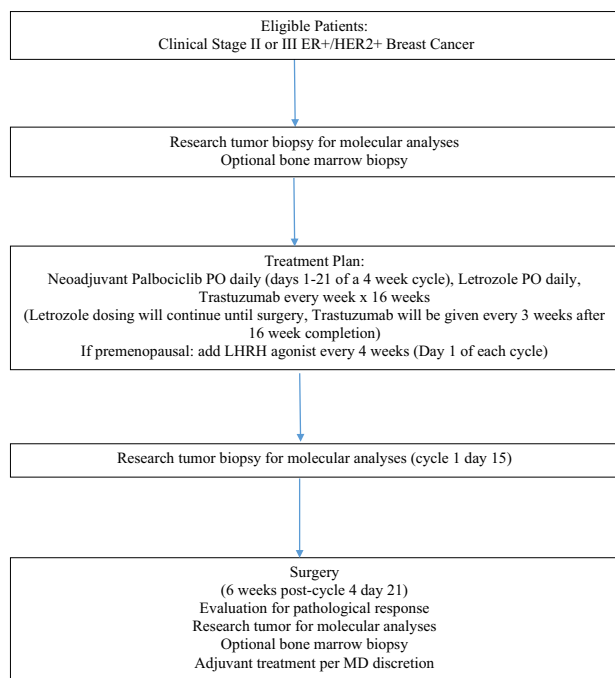 Eligible Patients:
Clinical Stage II or III ER+/HER2+ Breast Cancer
Research tumor biopsy for molecular analyses
Optional bone marrow biopsy
Treatment Plan:
Neoadjuvant Palbociclib PO daily (days 1-21 of a 4 week cycle), Letrozole PO daily,
Trastuzumab every week x 16 weeks
(Letrozole dosing will continue until surgery, Trastuzumab will be given every 3 weeks after
16 week completion)
If premenopausal: add LHRH agonist every 4 weeks (Day 1 of each cycle)
Research tumor biopsy for molecular analyses (cycle 1 day 15)
Surgery
(6 weeks post-cycle 4 day 21)
Evaluation for pathological response
Research tumor for molecular analyses
Optional bone marrow biopsy
Adjuvant treatment per MD discretion